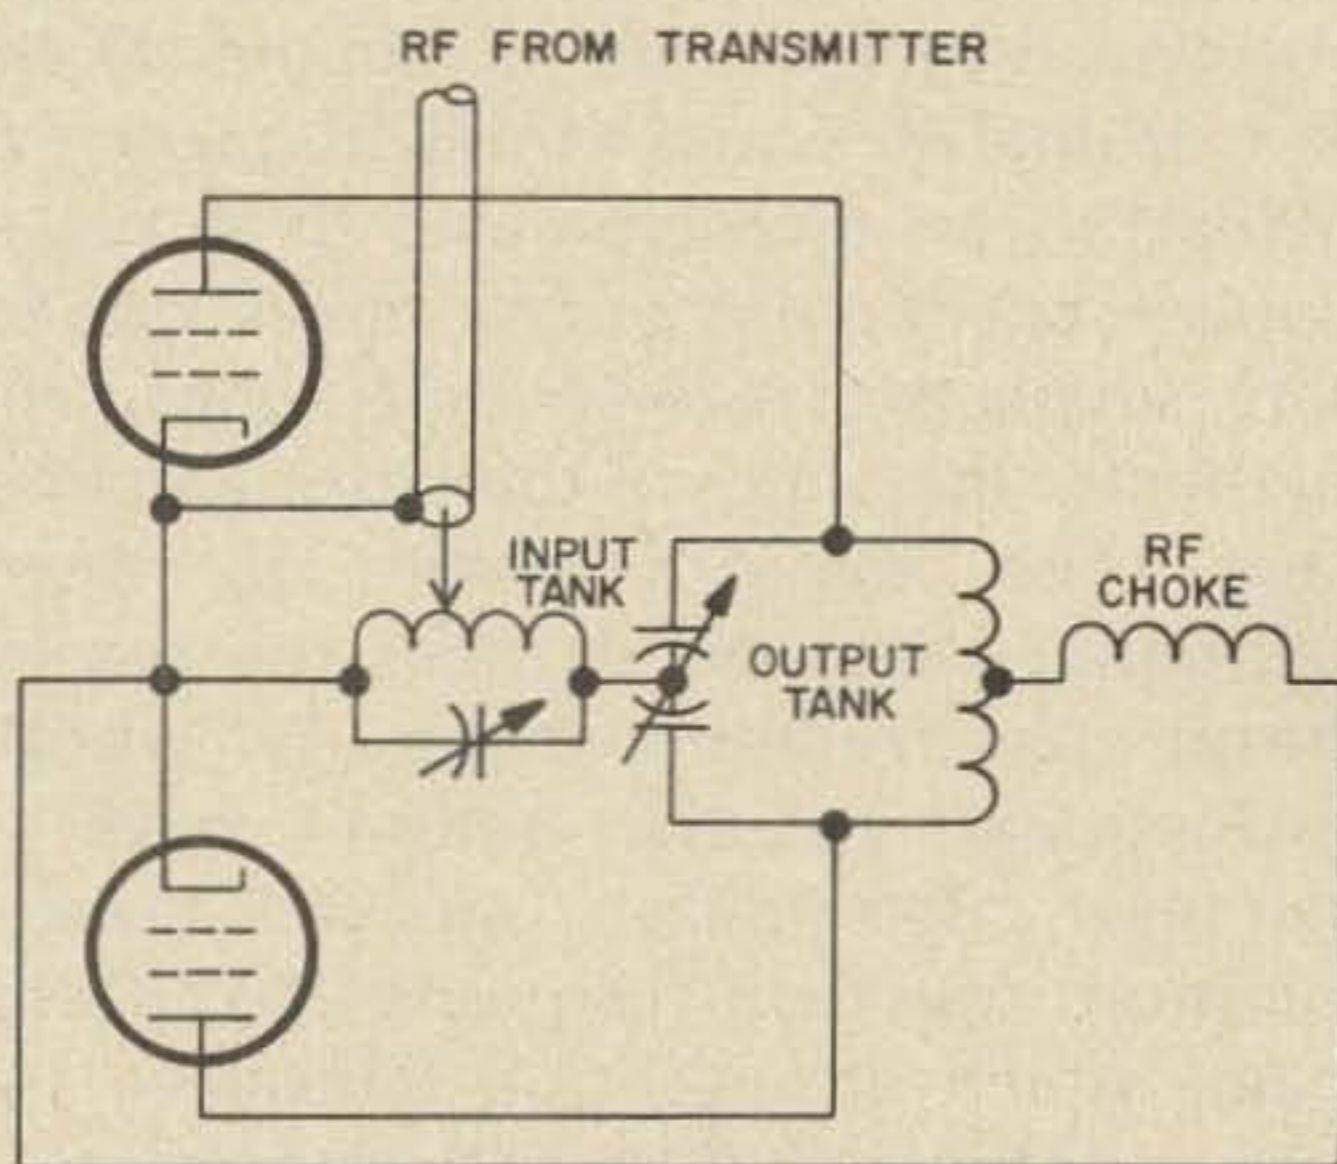 RF FROM TRANSMITTER
INPUT
TANK
RF
CHOKE
OUTPUT
TANK